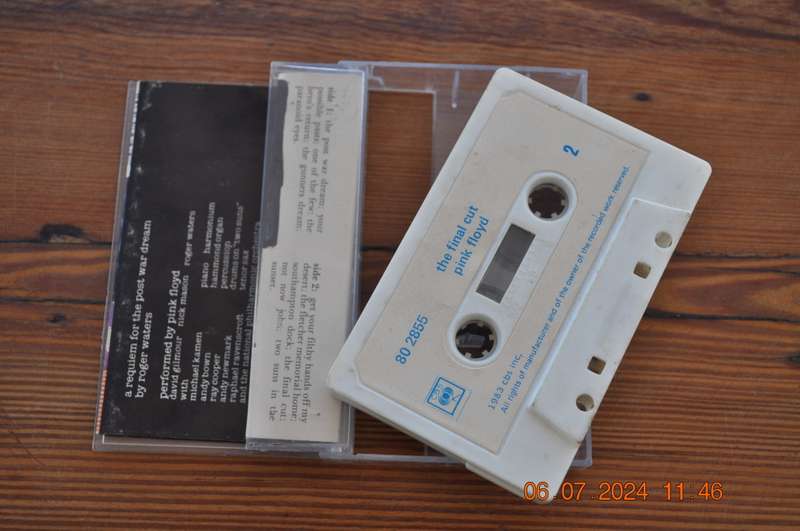 a requiem for the post war dream
by roger waters
performed by pink floyd
david gilmour nick mason roger waters
with
michael kamen piano harmonium
andy bown hammond organ
ray cooper percussion
andy newmark drums on "two suns"
raphael ravenscroft tenor sax
and the national philharmonic orchestra
side 1: the post war dream; your
possible pasts; one of the few; the
hero's return; the gunners dream;
paranoid eyes.
side 2: get your filthy hands off my
desert; the fletcher memorial home;
southampton dock; the final cut;
not now john; two suns in the
sunset.
2
the final cut
pink floyd
80 2855
CBS
1983 cbs inc.
All rights of manufacturer and of the owner of the recorded work reserved.
06.07.2024 11:46